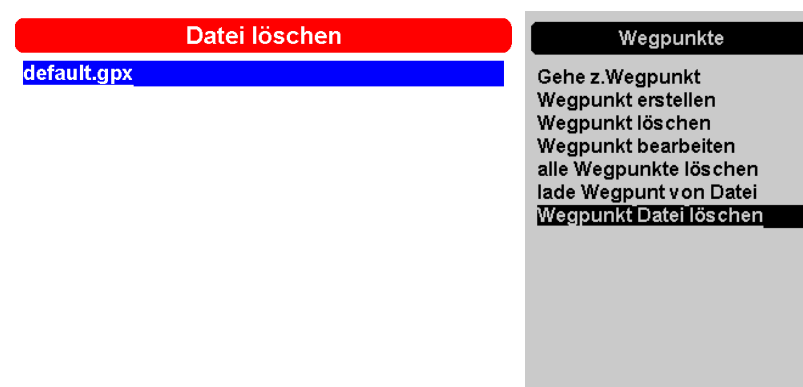 Datei löschen
default.gpx
Wegpunkte
Gehe z.Wegpunkt
Wegpunkt erstellen
Wegpunkt löschen
Wegpunkt bearbeiten
alle Wegpunkte löschen
lade Wegpunt von Datei
Wegpunkt Datei löschen